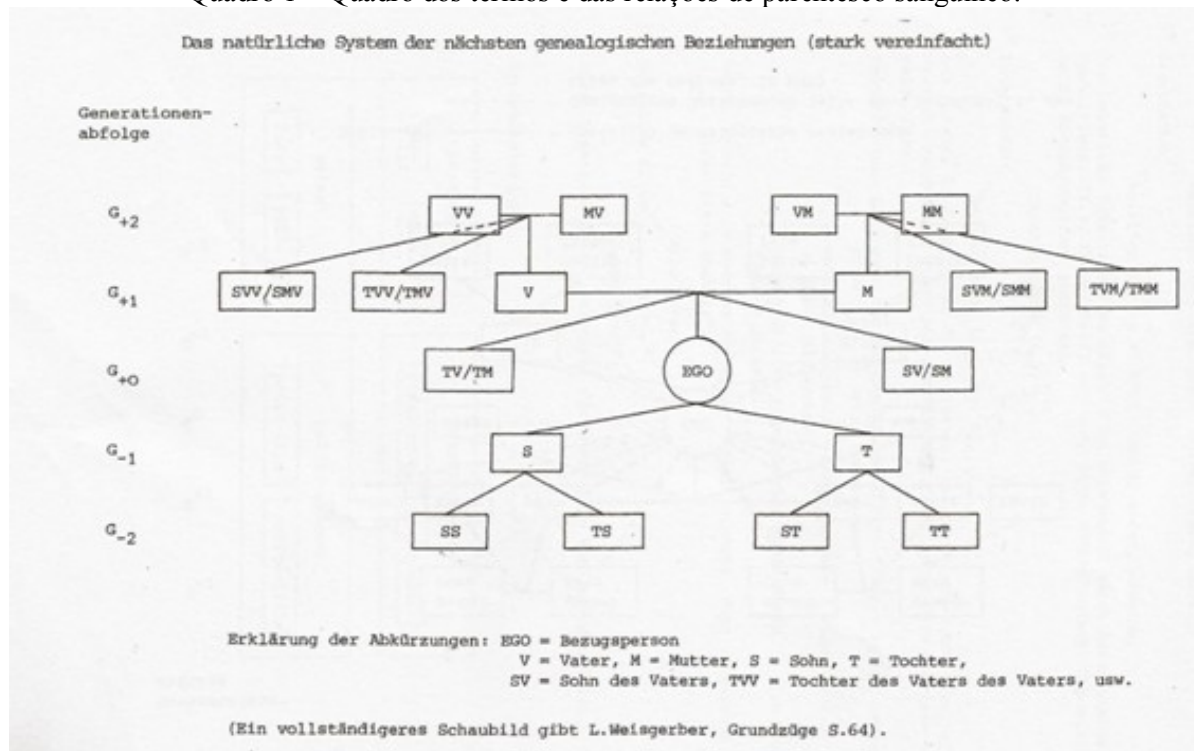 Quadro 1 – Quadro dos termos e das relações de parentesco sanguíneo.
Das natürliche System der nächsten genealogischen Beziehungen (stark vereinfacht)
Generationen-
abfolge
G+2 VV MV VM MM
G+1 SVV/SMV TVV/TMV V M SVM/SMM TVM/TMM
G+O TV/TM EGO SV/SM
G-1 S T
G-2 SS TS ST TT
Erklärung der Abkürzungen: EGO = Bezugsperson
V = Vater, M = Mutter, S = Sohn, T = Tochter,
SV = Sohn des Vaters, TVV = Tochter des Vaters des Vaters, usw.
(Ein vollständigeres Schaubild gibt L.Weisgerber, Grundzüge S.64).